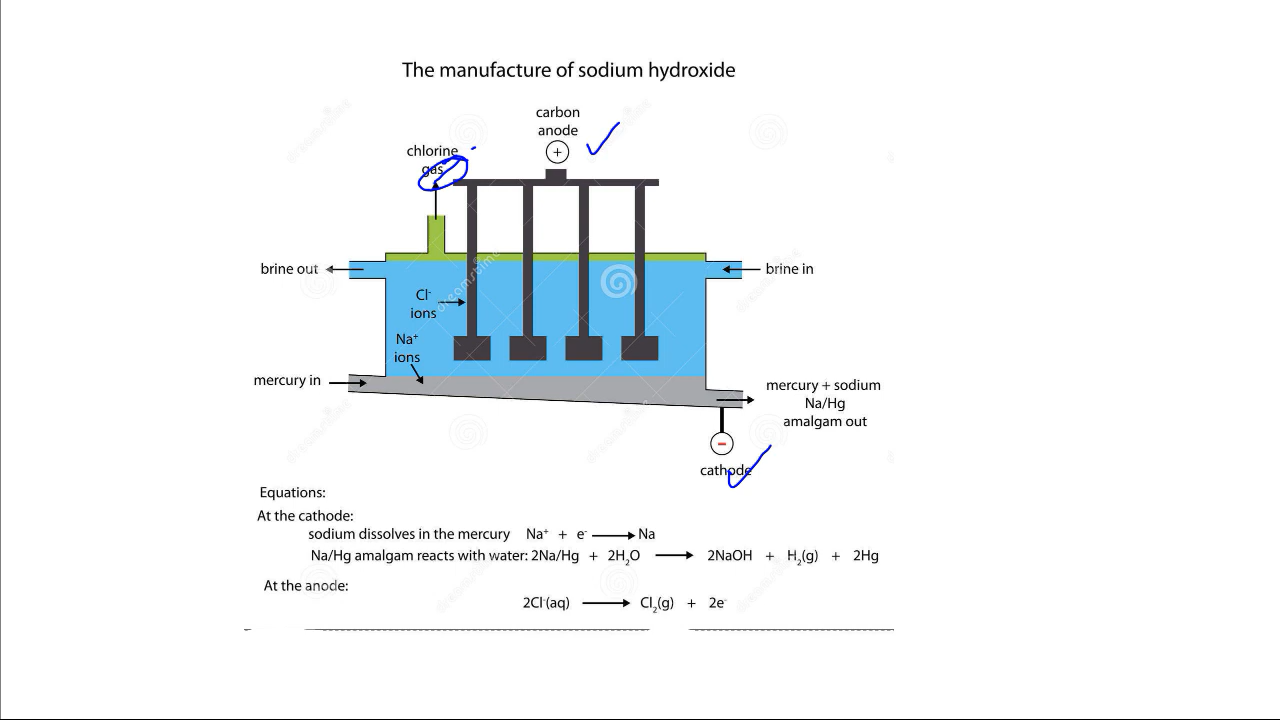 The manufacture of sodium hydroxide
carbon
anode
+
chlorine
gas
brine out
brine in
Cl⁻
ions
Na⁺
ions
mercury in
mercury + sodium
Na/Hg
amalgam out
−
cathode
Equations:
At the cathode:
sodium dissolves in the mercury Na⁺ + e⁻ → Na
Na/Hg amalgam reacts with water: 2Na/Hg + 2H₂O → 2NaOH + H₂(g) + 2Hg
At the anode:
2Cl⁻(aq) → Cl₂(g) + 2e⁻
dreamstime